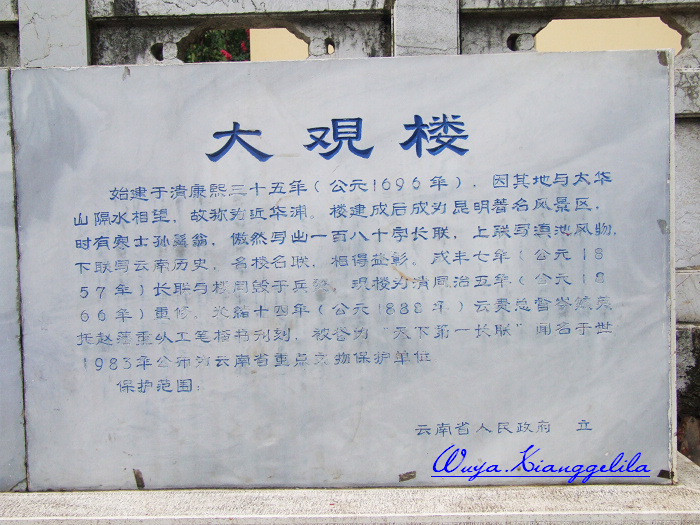 大观楼
始建于清康熙三十五年（公元1696年），因其地与太华
山隔水相望，故称为近华浦。楼建成后成为昆明著名风景区，
时有寒士孙髯翁，傲然写出一百八十字长联，上联写滇池风物，
下联写云南历史，名楼名联，相得益彰。咸丰七年（公元18
57年）长联与楼同毁于兵燹。现楼为清同治五年（公元18
66年）重修。光绪十四年（公元1888年）云贵总督岑毓英
托赵藩重以工笔楷书刊刻，被誉为“天下第一长联”闻名于世
1983年公布为云南省重点文物保护单位
保护范围：
云南省人民政府 立
Wuya.Xianggelila